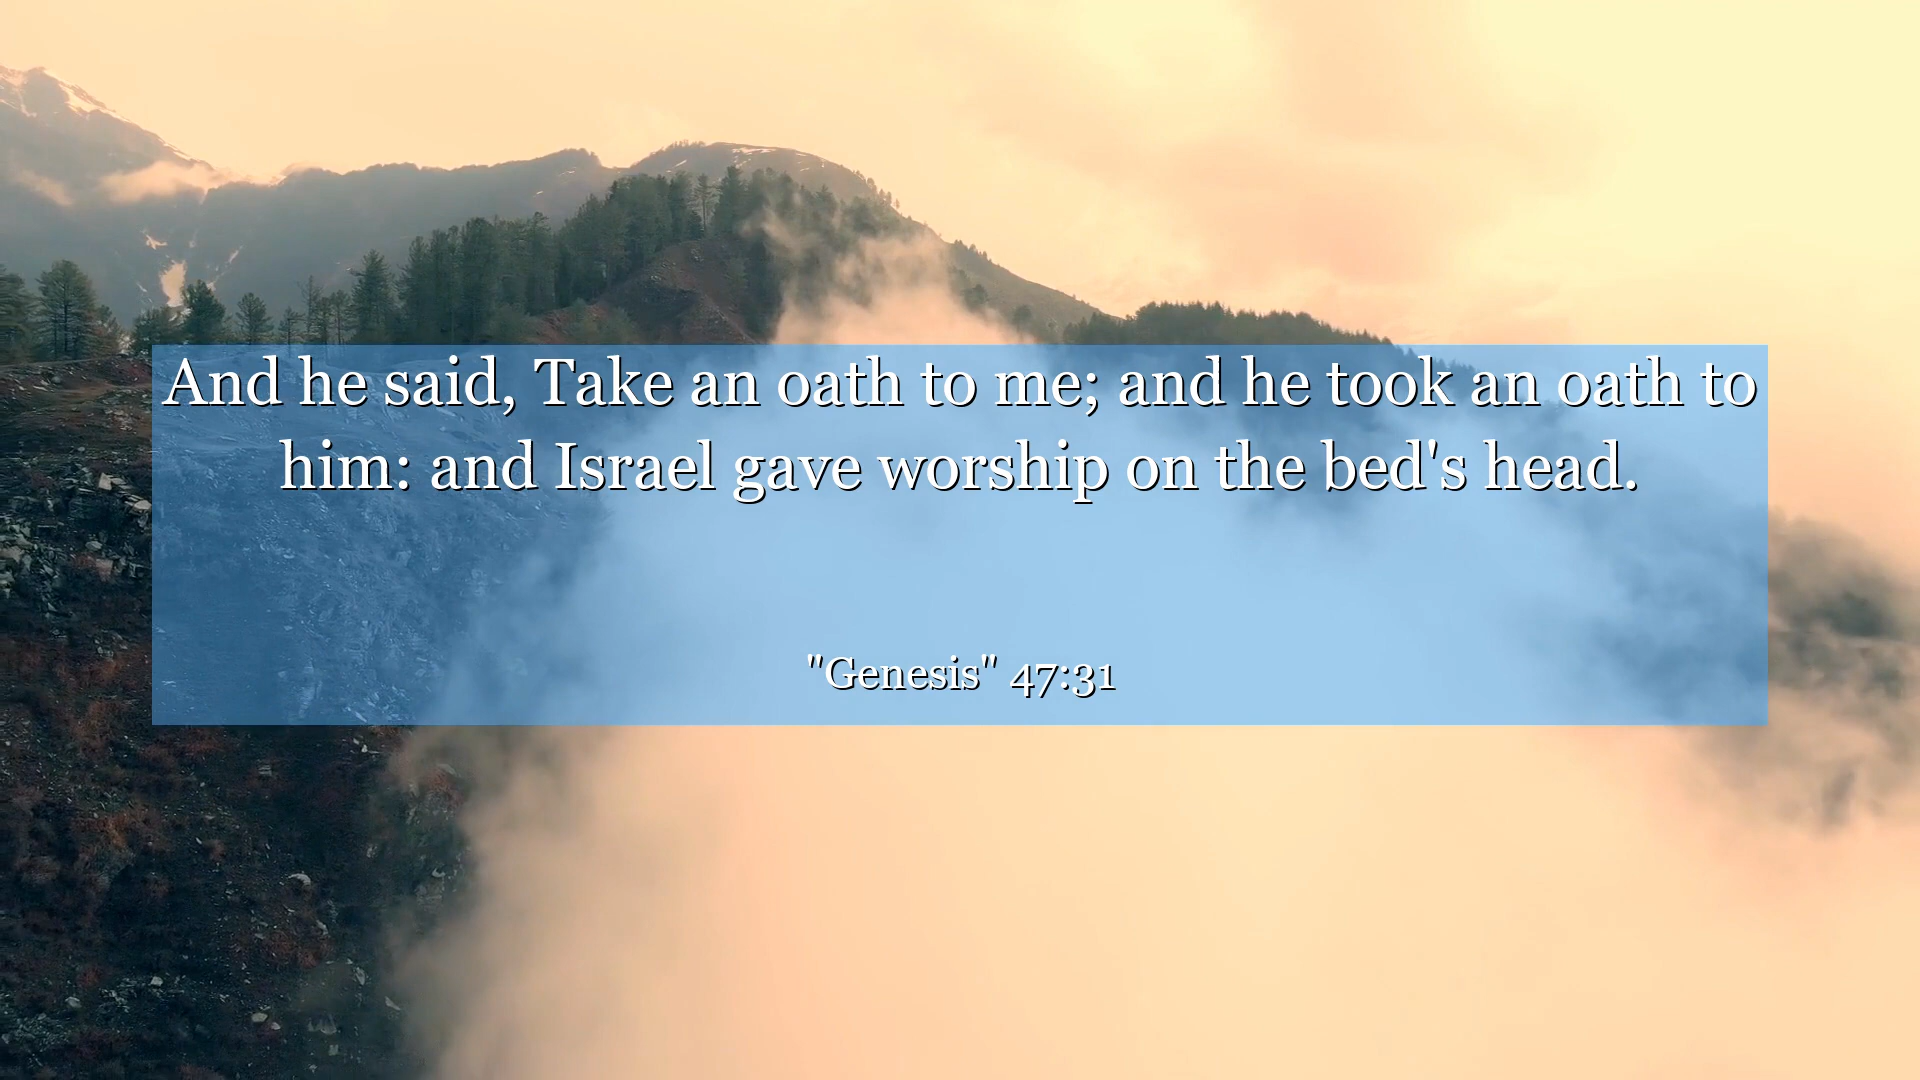 And he said, Take an oath to me; and he took an oath to
him: and Israel gave worship on the bed's head.
"Genesis" 47:31